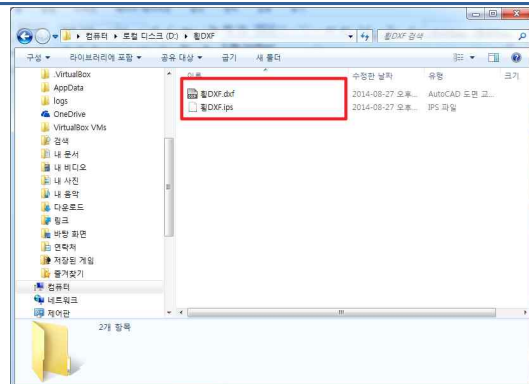 컴퓨터 ▸ 로컬 디스크 (D:) ▸ 횡DXF
횡DXF 검색
구성 라이브러리에 포함 공유 대상 굽기 새 폴더
이름 수정한 날짜 유형 크기
횡DXF.dxf 2014-08-27 오후... AutoCAD 도면 교...
횡DXF.ips 2014-08-27 오후... IPS 파일
.VirtualBox
AppData
logs
OneDrive
VirtualBox VMs
검색
내 문서
내 비디오
내 사진
내 음악
다운로드
링크
바탕 화면
연락처
저장된 게임
즐겨찾기
컴퓨터
네트워크
제어판
2개 항목